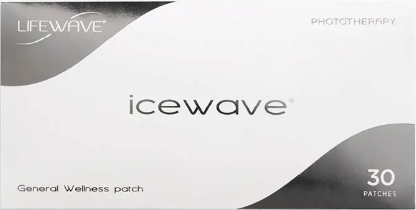 LIFEWAVE®
PHOTOTHERAPY
icewave®
General Wellness patch
30
PATCHES